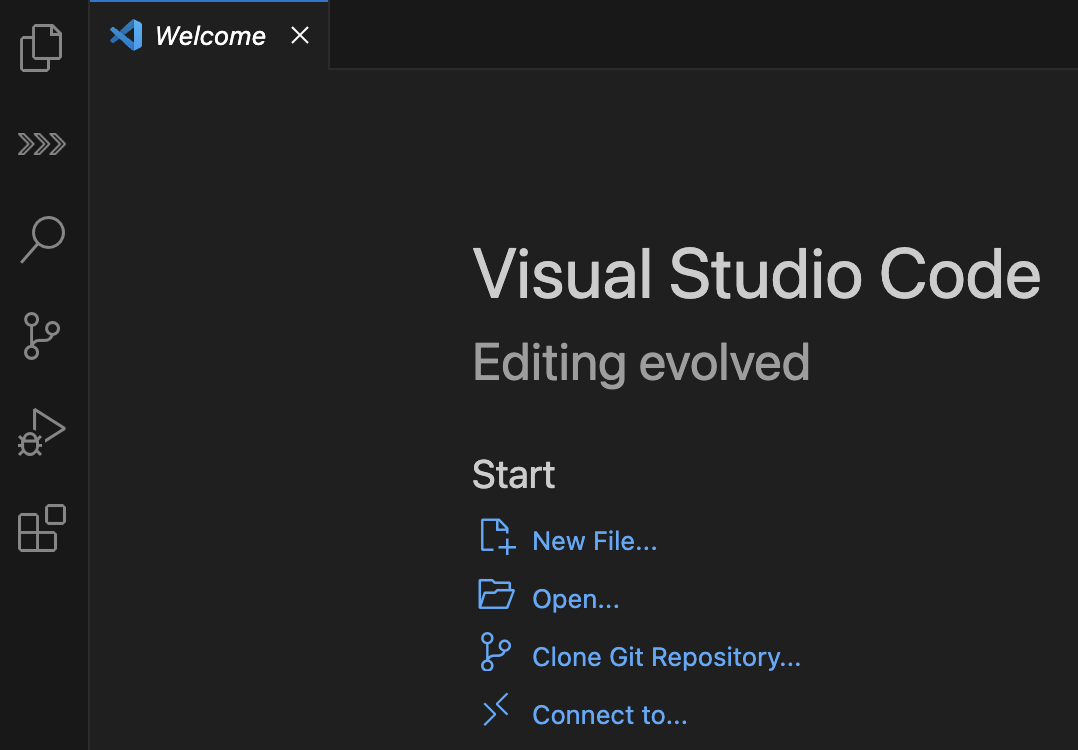 Welcome
Visual Studio Code
Editing evolved
Start
New File...
Open...
Clone Git Repository...
Connect to...